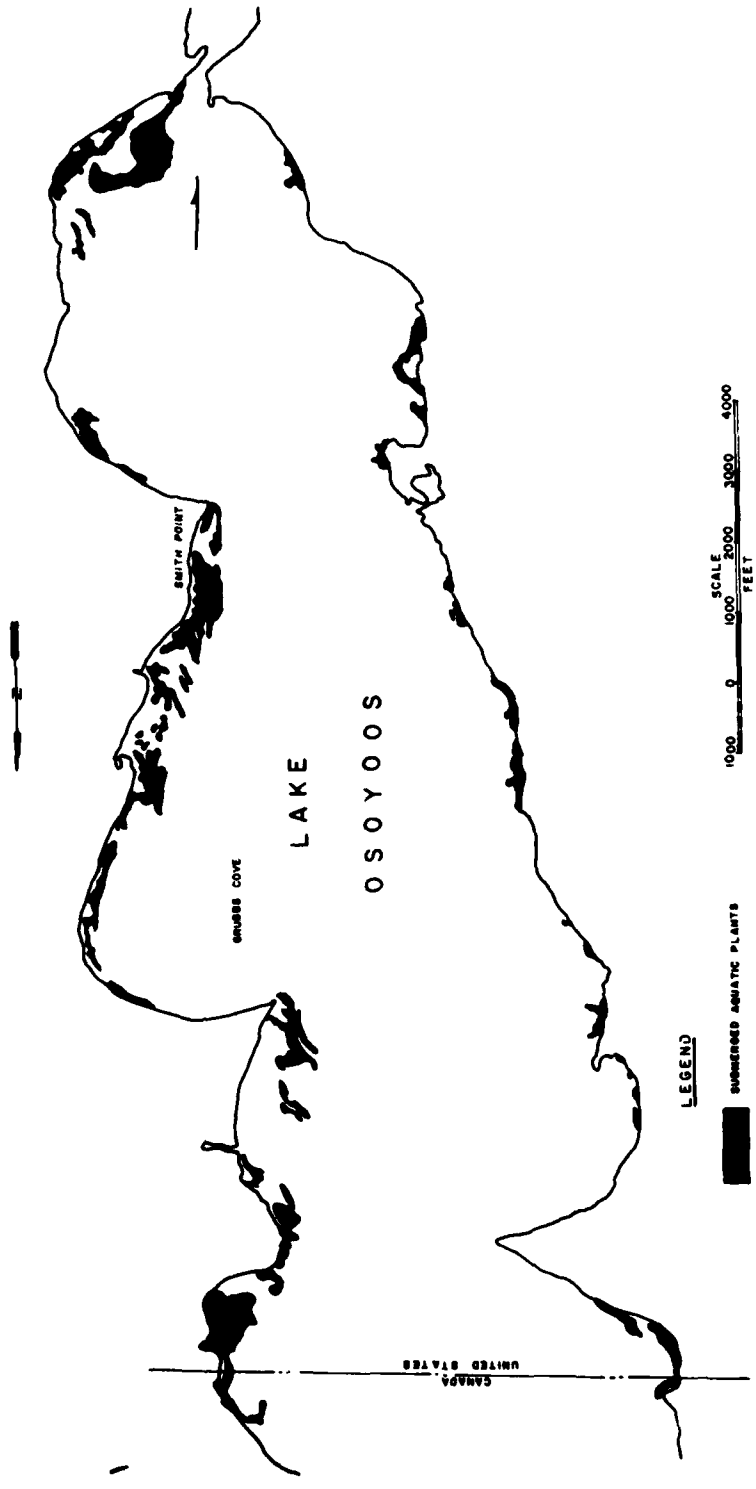 N
SMITH POINT
GRUBBS COVE
LAKE
OSOYOOS
CANADA
UNITED STATES
LEGEND
SUBMERGED AQUATIC PLANTS
SCALE
1000 0 1000 2000 3000 4000
FEET